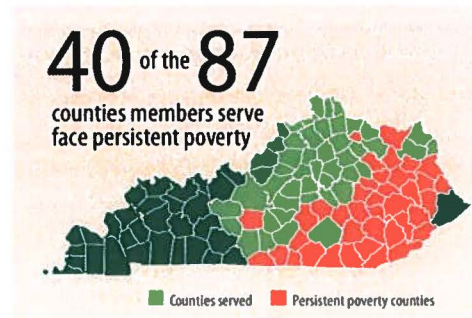 40 of the 87
counties members serve
face persistent poverty
Counties served
Persistent poverty counties